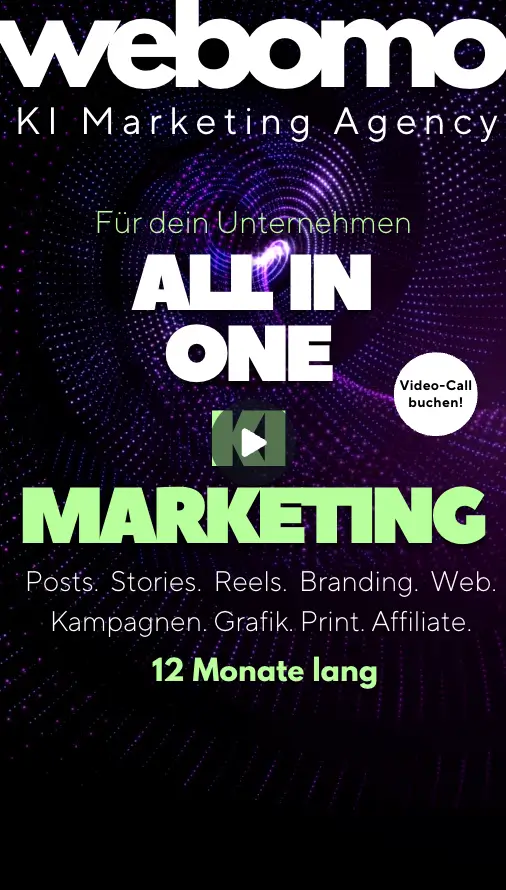 webomo
KI Marketing Agency
Für dein Unternehmen
ALL IN
ONE
Video-Call
buchen!
KI
MARKETING
Posts. Stories. Reels. Branding. Web.
Kampagnen. Grafik. Print. Affiliate.
12 Monate lang